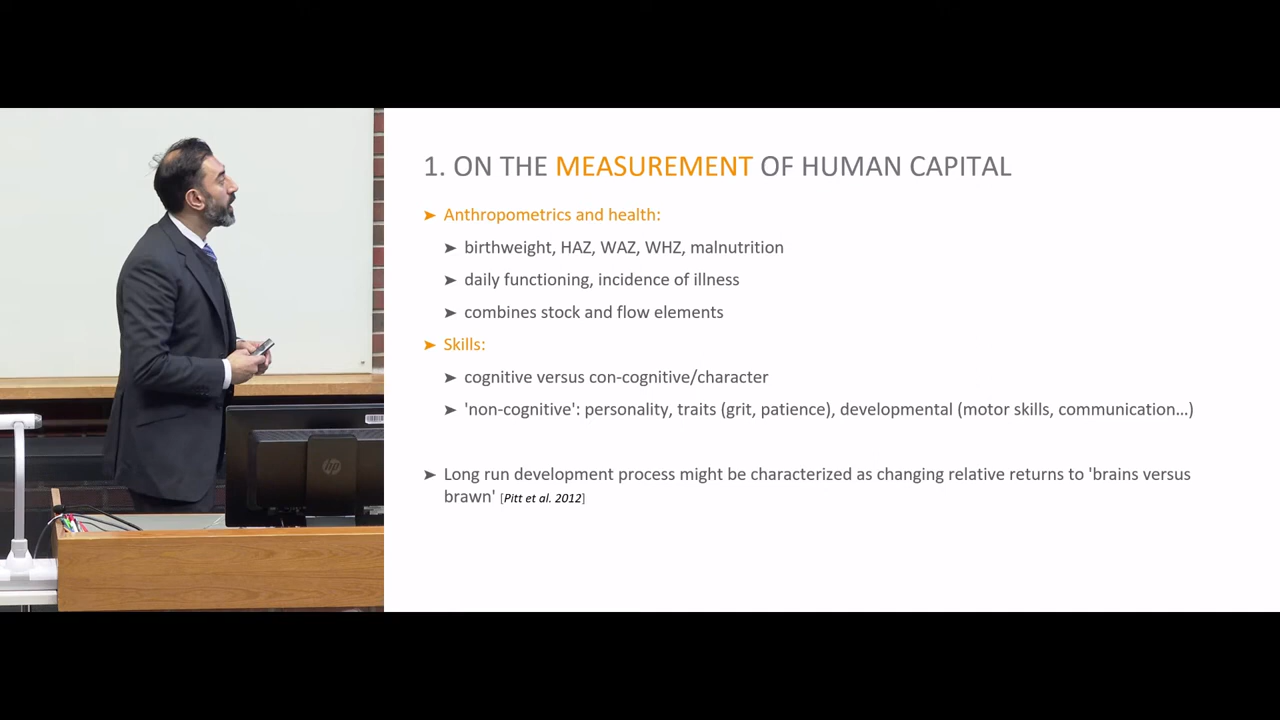 1. ON THE MEASUREMENT OF HUMAN CAPITAL
➤ Anthropometrics and health:
➤ birthweight, HAZ, WAZ, WHZ, malnutrition
➤ daily functioning, incidence of illness
➤ combines stock and flow elements
➤ Skills:
➤ cognitive versus con-cognitive/character
➤ 'non-cognitive': personality, traits (grit, patience), developmental (motor skills, communication...)
➤ Long run development process might be characterized as changing relative returns to 'brains versus
brawn' [Pitt et al. 2012]
hp